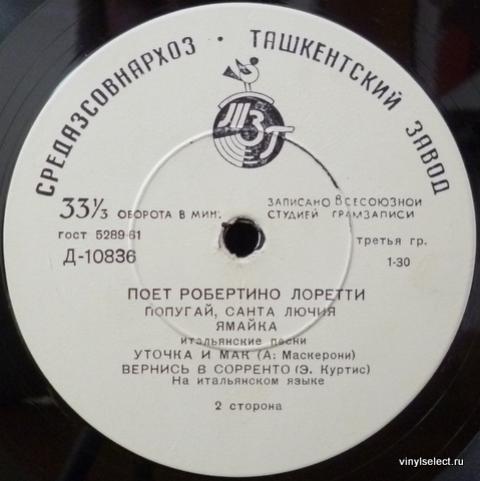 СРЕДАЗСОВНАРХОЗ · ТАШКЕНТСКИЙ ЗАВОД
ТЗГ
33⅓ ОБОРОТА В МИН.
ЗАПИСАНО ВСЕСОЮЗНОЙ
СТУДИЕЙ ГРАМЗАПИСИ
ГОСТ 5289-61
третья гр.
Д-10836
1-30
ПОЕТ РОБЕРТИНО ЛОРЕТТИ
ПОПУГАЙ, САНТА ЛЮЧИЯ
ЯМАЙКА
итальянские песни
УТОЧКА И МАК (А: Маскерони)
ВЕРНИСЬ В СОРРЕНТО (Э. Куртис)
На итальянском языке
2 сторона
vinylselect.ru